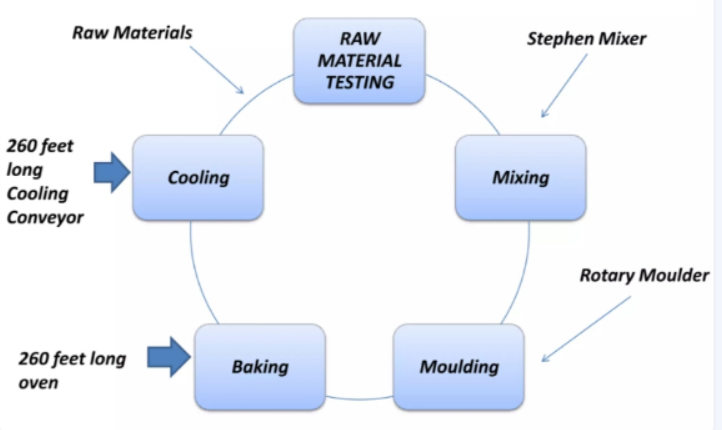 Raw Materials
RAW
MATERIAL
TESTING
Stephen Mixer
260 feet
long
Cooling
Conveyor
Cooling
Mixing
Rotary Moulder
260 feet long
oven
Baking
Moulding